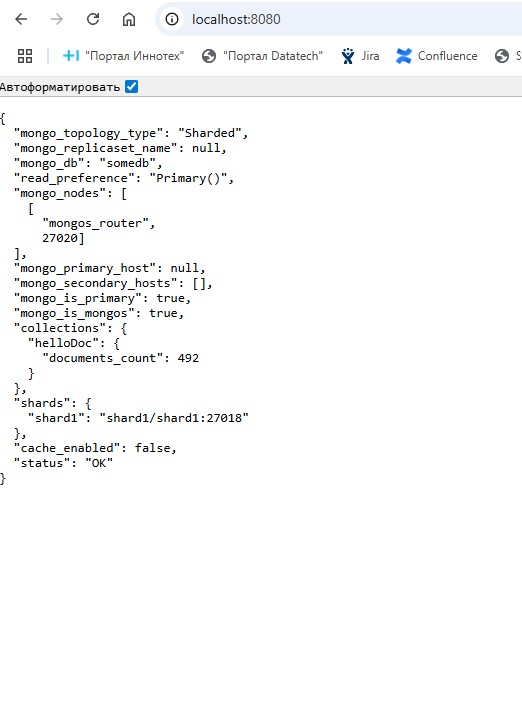 localhost:8080
"Портал Иннотех" "Портал Datatech" Jira Confluence S
Автоформатировать
{
"mongo_topology_type": "Sharded",
"mongo_replicaset_name": null,
"mongo_db": "somedb",
"read_preference": "Primary()",
"mongo_nodes": [
[
"mongos_router",
27020]
],
"mongo_primary_host": null,
"mongo_secondary_hosts": [],
"mongo_is_primary": true,
"mongo_is_mongos": true,
"collections": {
"helloDoc": {
"documents_count": 492
}
},
"shards": {
"shard1": "shard1/shard1:27018"
},
"cache_enabled": false,
"status": "OK"
}